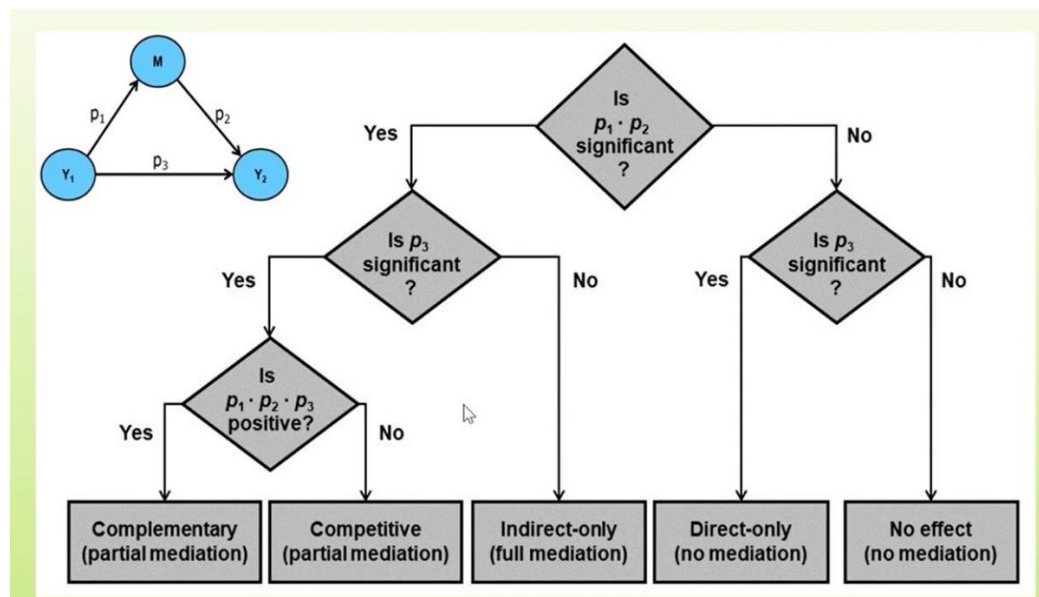 M
p₁
p₂
p₃
Y₁
Y₂
Is
p₁ · p₂
significant
?
Yes
No
Is p₃
significant
?
Is p₃
significant
?
Yes
No
Yes
No
Is
p₁ · p₂ · p₃
positive?
Yes
No
Complementary
(partial mediation)
Competitive
(partial mediation)
Indirect-only
(full mediation)
Direct-only
(no mediation)
No effect
(no mediation)